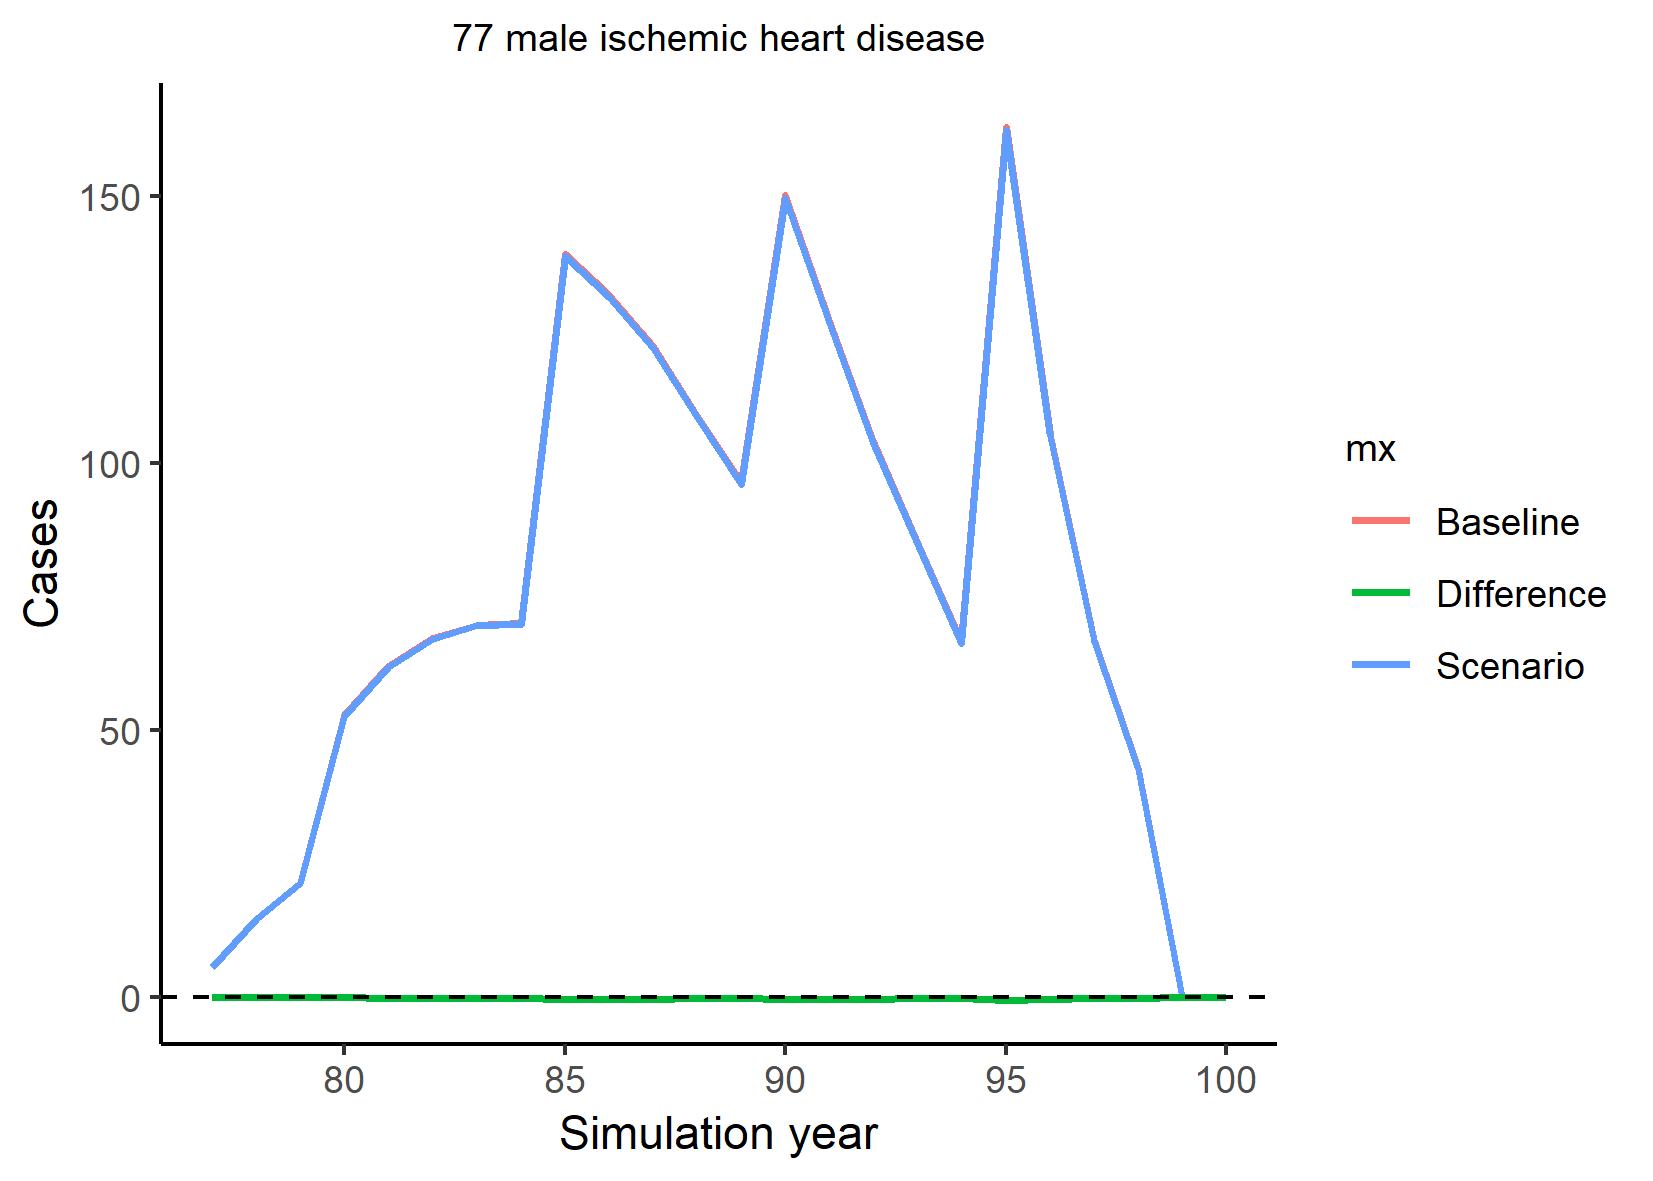 77 male ischemic heart disease
Cases
150
100
50
0
80 85 90 95 100
Simulation year
mx
Baseline
Difference
Scenario